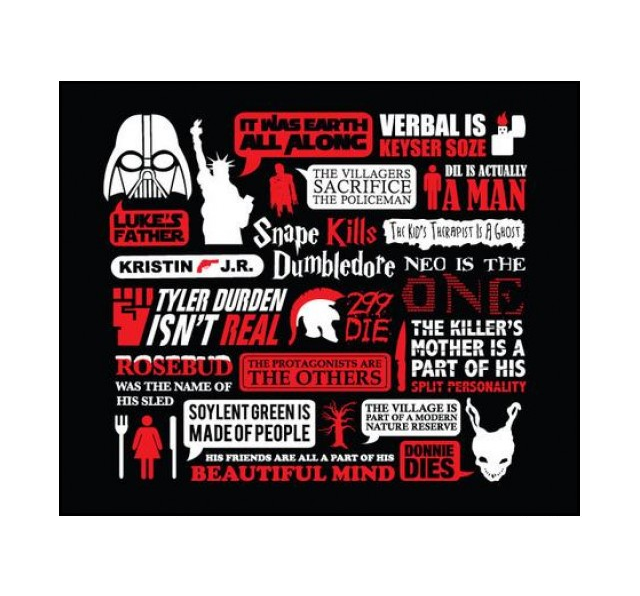 IT WAS EARTH
ALL ALONG
VERBAL IS
KEYSER SOZE
THE VILLAGERS
SACRIFICE
THE POLICEMAN
DIL IS ACTUALLY
A MAN
LUKE'S
FATHER
Snape Kills
Dumbledore
The Kid's Therapist Is A Ghost
KRISTIN J.R.
NEO IS THE
ONE
TYLER DURDEN
ISN'T REAL
299
DIE
THE KILLER'S
MOTHER IS A
PART OF HIS
SPLIT PERSONALITY
ROSEBUD
WAS THE NAME OF
HIS SLED
THE PROTAGONISTS ARE
THE OTHERS
SOYLENT GREEN IS
MADE OF PEOPLE
THE VILLAGE IS
PART OF A MODERN
NATURE RESERVE
HIS FRIENDS ARE ALL A PART OF HIS
BEAUTIFUL MIND
DONNIE
DIES